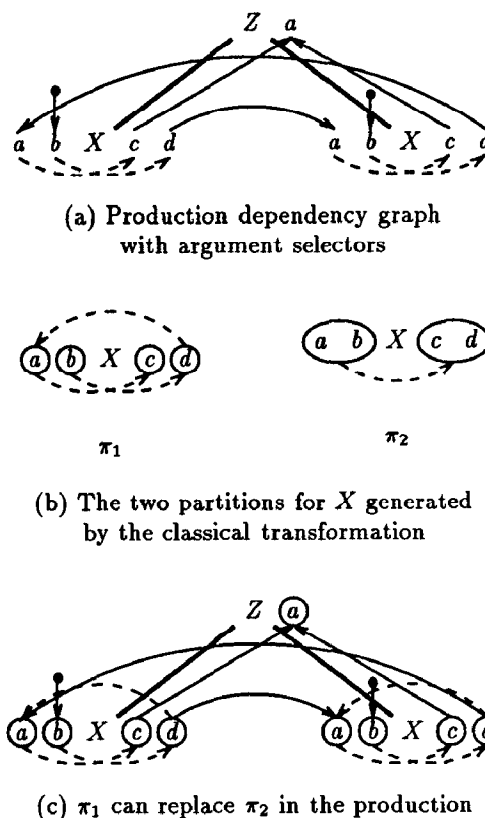 Z a
a b X c d a b X c d
(a) Production dependency graph
with argument selectors
a b X c d a b X c d
π1 π2
(b) The two partitions for X generated
by the classical transformation
Z a
a b X c d a b X c
(c) π1 can replace π2 in the production